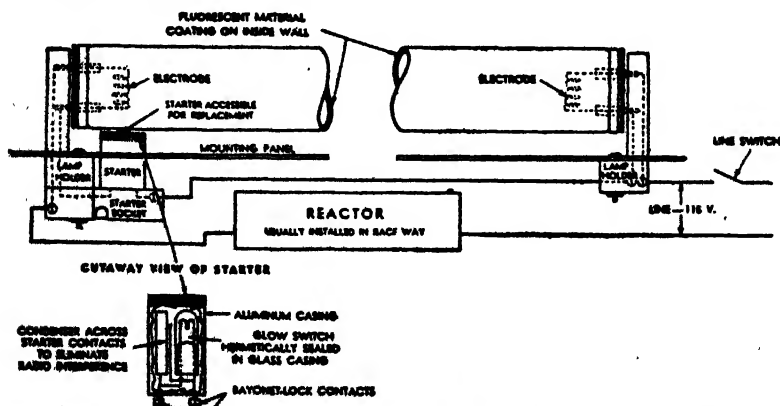 FLUORESCENT MATERIAL
COATING ON INSIDE WALL
ELECTRODE
ELECTRODE
STARTER ACCESSIBLE
FOR REPLACEMENT
MOUNTING PANEL
LINE SWITCH
LAMP
HOLDER
STARTER
LAMP
HOLDER
STARTER
SOCKET
REACTOR
USUALLY INSTALLED IN RACE WAY
LINE—115 V.
CUTAWAY VIEW OF STARTER
ALUMINUM CASING
CONDENSER ACROSS
STARTER CONTACTS
TO ELIMINATE
RADIO INTERFERENCE
GLOW SWITCH
HERMETICALLY SEALED
IN GLASS CASING
BAYONET-LOCK CONTACTS